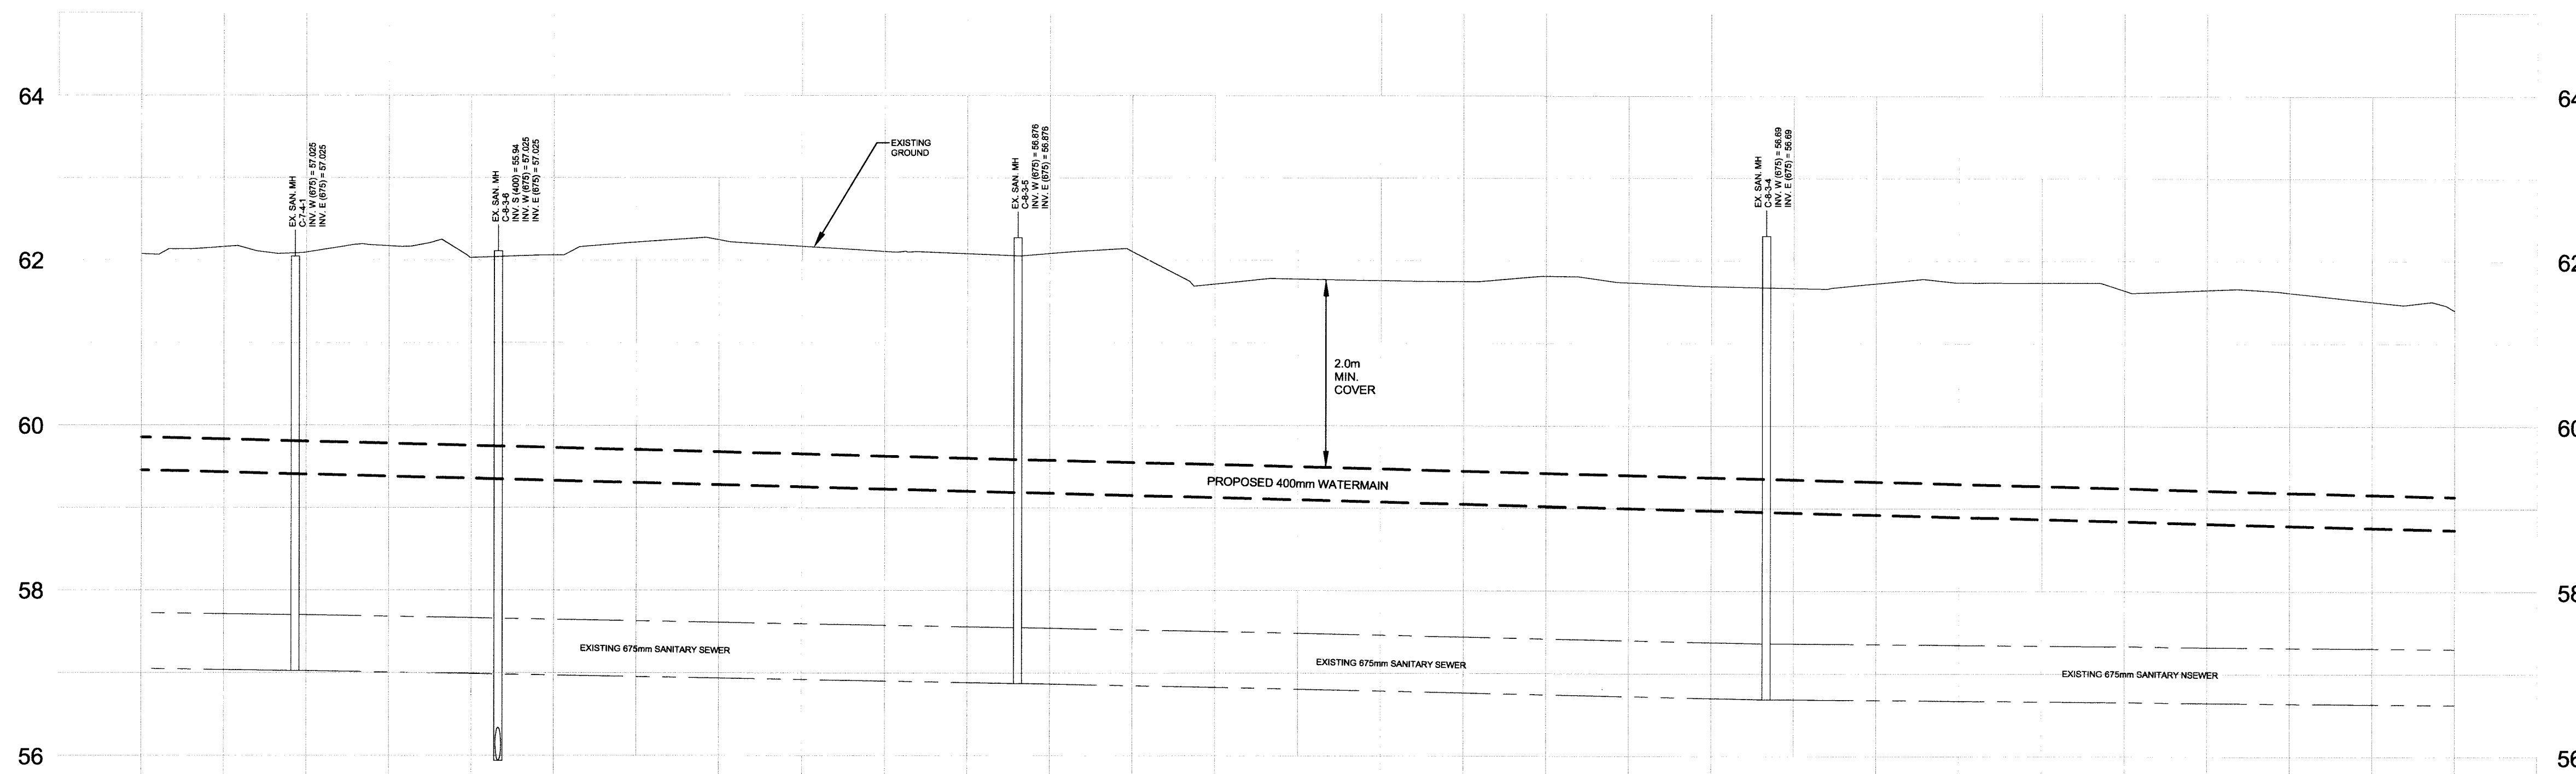 64
64
EX. SAN. MH
C-7-4-1
INV. W (675) = 57.025
INV. E (675) = 57.025
EX. SAN. MH
C-8-3-6
INV. S (400) = 55.94
INV. W (675) = 57.025
INV. E (675) = 57.025
EXISTING
GROUND
EX. SAN. MH
C-8-3-5
INV. W (675) = 56.876
INV. E (675) = 56.876
EX. SAN. MH
C-8-3-4
INV. W (675) = 56.69
INV. E (675) = 56.69
62
62
2.0m
MIN.
COVER
60
60
PROPOSED 400mm WATERMAIN
58
58
EXISTING 675mm SANITARY SEWER
EXISTING 675mm SANITARY SEWER
EXISTING 675mm SANITARY NSEWER
56
56